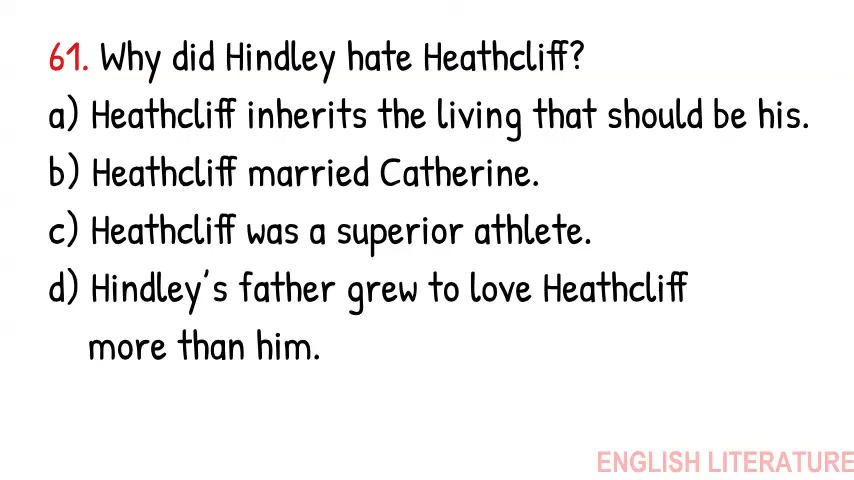 61. Why did Hindley hate Heathcliff?
a) Heathcliff inherits the living that should be his.
b) Heathcliff married Catherine.
c) Heathcliff was a superior athlete.
d) Hindley's father grew to love Heathcliff
more than him.
ENGLISH LITERATURE